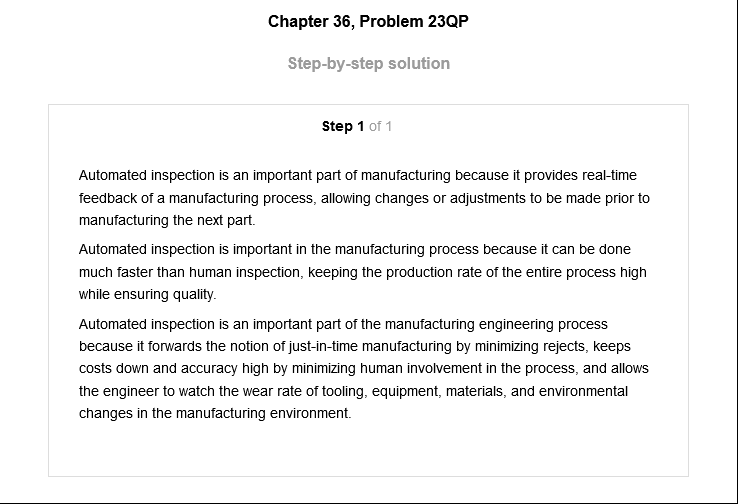 Chapter 36, Problem 23QP
Step-by-step solution
Step 1 of 1
Automated inspection is an important part of manufacturing because it provides real-time
feedback of a manufacturing process, allowing changes or adjustments to be made prior to
manufacturing the next part.
Automated inspection is important in the manufacturing process because it can be done
much faster than human inspection, keeping the production rate of the entire process high
while ensuring quality.
Automated inspection is an important part of the manufacturing engineering process
because it forwards the notion of just-in-time manufacturing by minimizing rejects, keeps
costs down and accuracy high by minimizing human involvement in the process, and allows
the engineer to watch the wear rate of tooling, equipment, materials, and environmental
changes in the manufacturing environment.